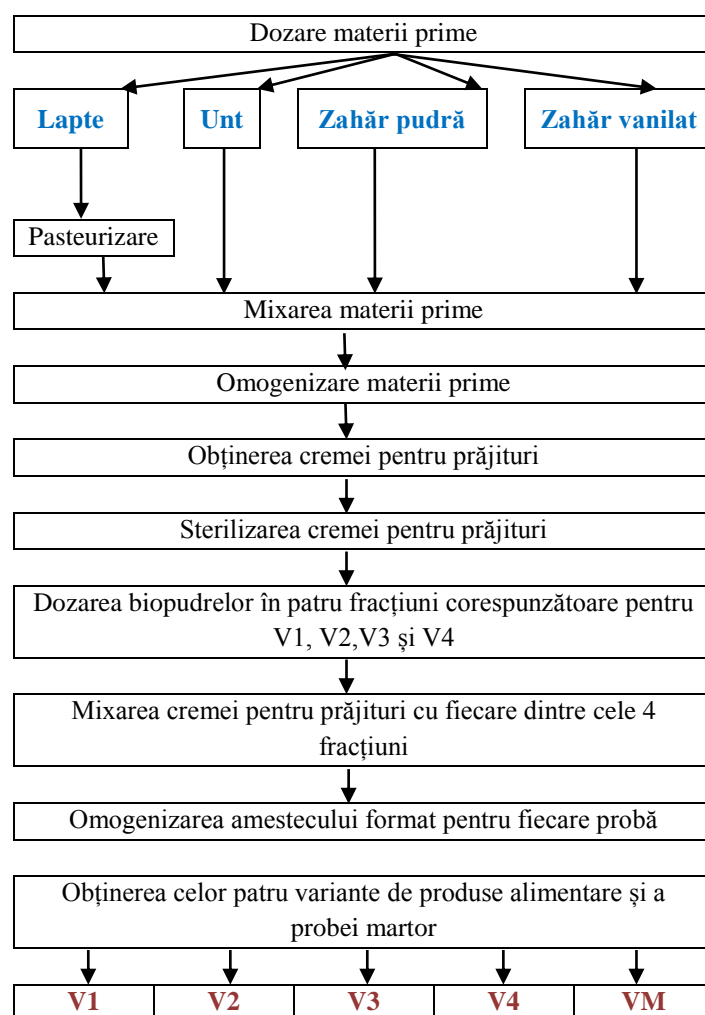 Dozare materii prime
Lapte Unt Zahăr pudră Zahăr vanilat
Pasteurizare
Mixarea materii prime
Omogenizare materii prime
Obținerea cremei pentru prăjituri
Sterilizarea cremei pentru prăjituri
Dozarea biopudrelor în patru fracțiuni corespunzătoare pentru
V1, V2,V3 și V4
Mixarea cremei pentru prăjituri cu fiecare dintre cele 4
fracțiuni
Omogenizarea amestecului format pentru fiecare probă
Obținerea celor patru variante de produse alimentare și a
probei martor
V1 V2 V3 V4 VM